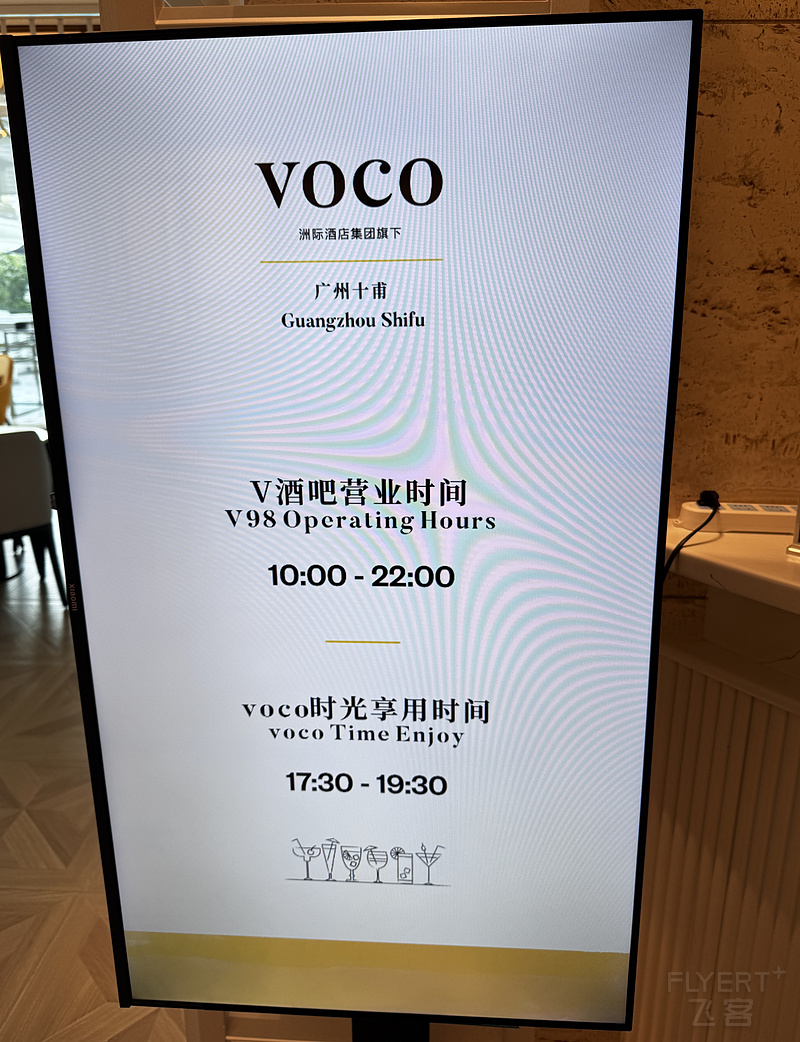 voco
洲际酒店集团旗下
广州十甫
Guangzhou Shifu
V酒吧营业时间
V98 Operating Hours
10:00 - 22:00
voco时光享用时间
voco Time Enjoy
17:30 - 19:30
xiaomi
FLYERT+
飞客